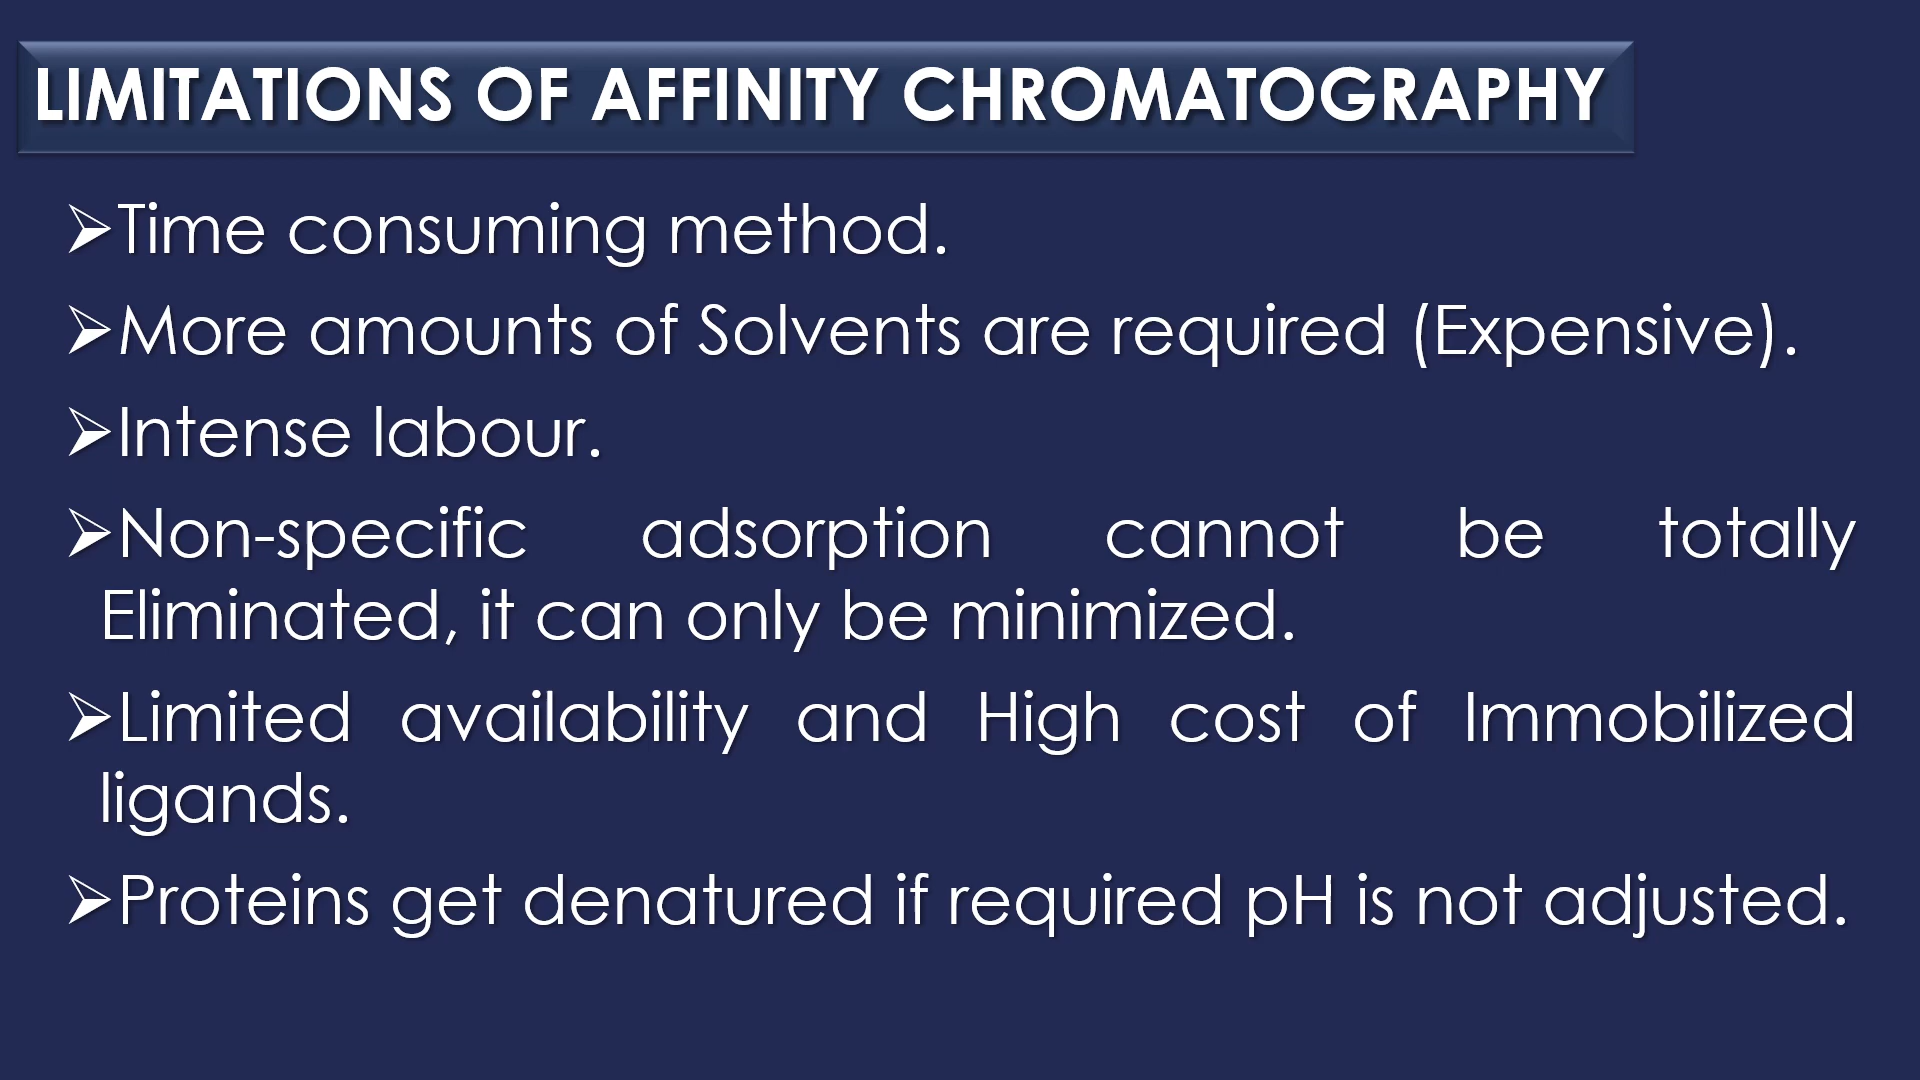 LIMITATIONS OF AFFINITY CHROMATOGRAPHY
➢Time consuming method.
➢More amounts of Solvents are required (Expensive).
➢Intense labour.
➢Non-specific adsorption cannot be totally
Eliminated, it can only be minimized.
➢Limited availability and High cost of Immobilized
ligands.
➢Proteins get denatured if required pH is not adjusted.